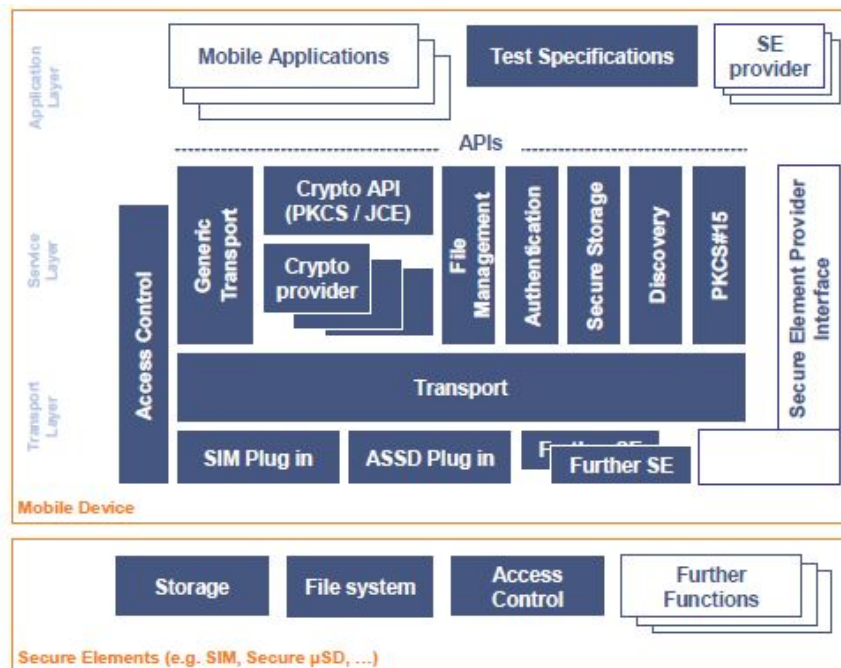 Application
Layer
Mobile Applications
Test Specifications
SE
provider
APIs
Service
Layer
Access Control
Generic
Transport
Crypto API
(PKCS / JCE)
Crypto
provider
File
Management
Authentication
Secure Storage
Discovery
PKCS#15
Secure Element Provider
Interface
Transport
Layer
Transport
SIM Plug in
ASSD Plug in
Further SE
Further SE
Mobile Device
Storage
File system
Access
Control
Further
Functions
Secure Elements (e.g. SIM, Secure µSD, ...)